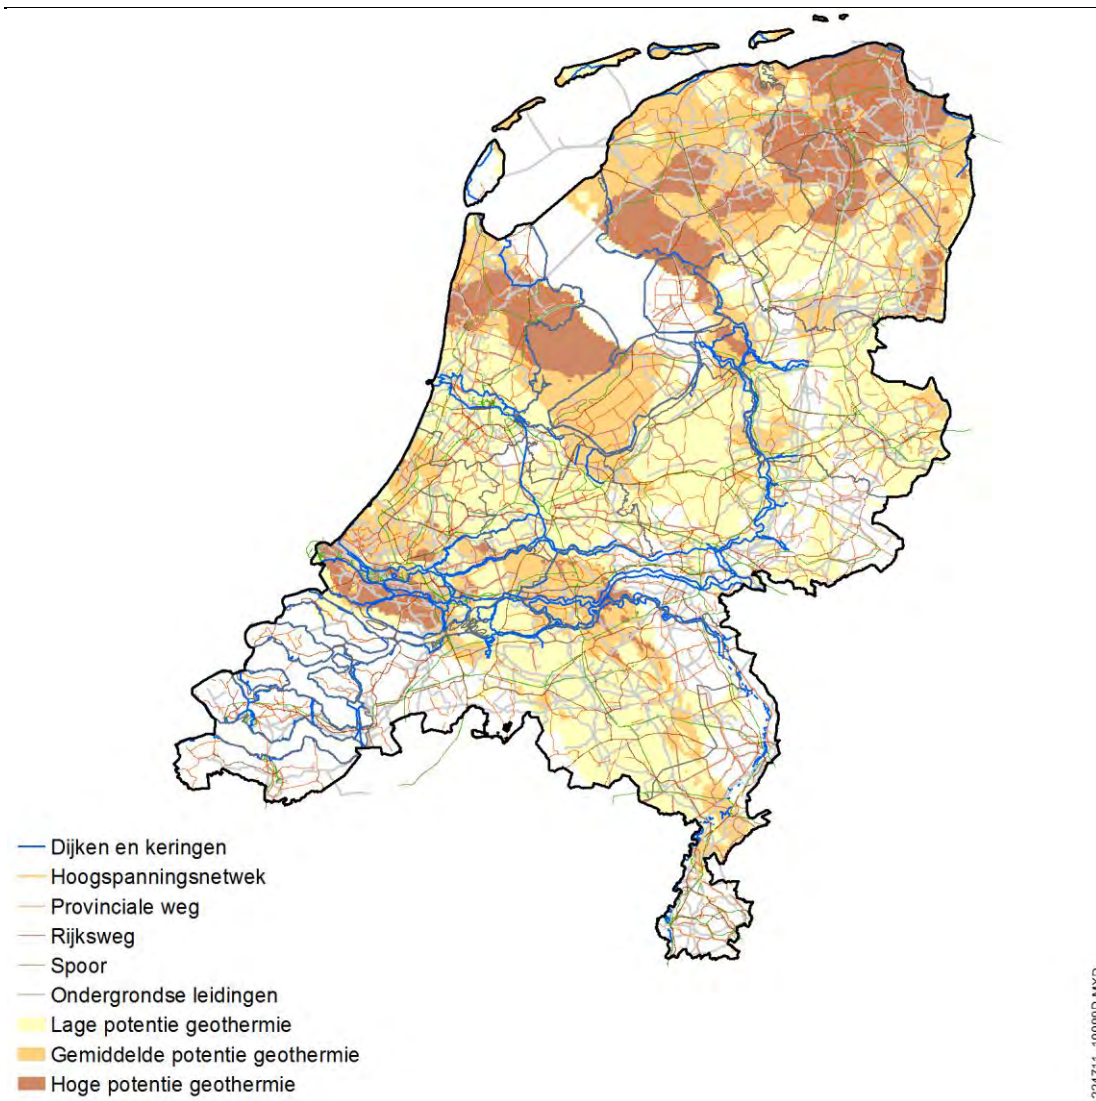 Dijken en keringen
Hoogspanningsnetwek
Provinciale weg
Rijksweg
Spoor
Ondergrondse leidingen
Lage potentie geothermie
Gemiddelde potentie geothermie
Hoge potentie geothermie